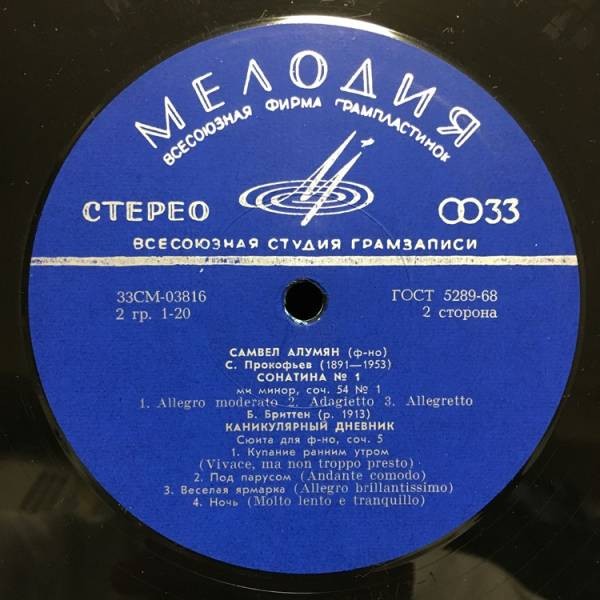 МЕЛОДИЯ
ВСЕСОЮЗНАЯ ФИРМА ГРАМПЛАСТИНОК
СТЕРЕО
33
ВСЕСОЮЗНАЯ СТУДИЯ ГРАМЗАПИСИ
33СМ-03816
ГОСТ 5289-68
2 гр. 1-20
2 сторона
САМВЕЛ АЛУМЯН (ф-но)
С. Прокофьев (1891—1953)
СОНАТИНА № 1
ми минор, соч. 54 № 1
1. Allegro moderato 2. Adagietto 3. Allegretto
Б. Бриттен (р. 1913)
КАНИКУЛЯРНЫЙ ДНЕВНИК
Сюита для ф-но, соч. 5
1. Купание ранним утром
(Vivace, ma non troppo presto)
2. Под парусом (Andante comodo)
3. Веселая ярмарка (Allegro brillantissimo)
4. Ночь (Molto lento e tranquillo)